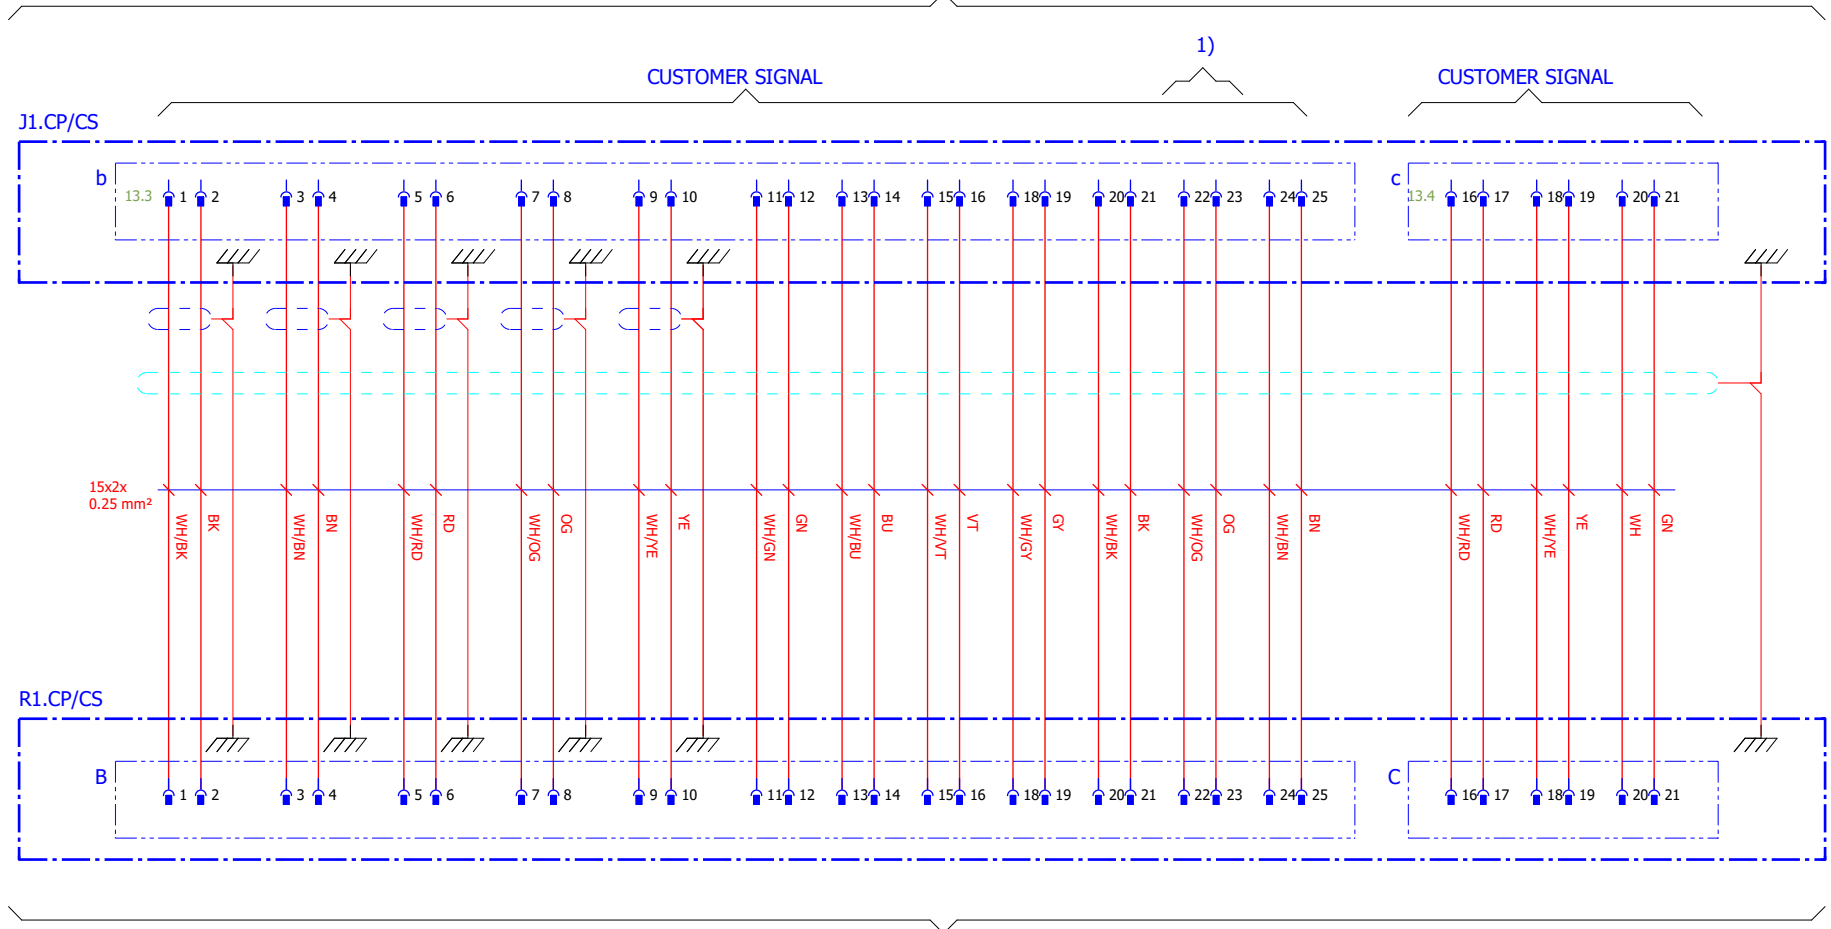 1)
CUSTOMER SIGNAL CUSTOMER SIGNAL
J1.CP/CS
b 13.3 1 2 3 4 5 6 7 8 9 10 11 12 13 14 15 16 18 19 20 21 22 23 24 25 c 13.4 16 17 18 19 20 21
15x2x
0.25 mm²
WH/BK BK WH/BN BN WH/RD RD WH/OG OG WH/YE YE WH/GN GN WH/BU BU WH/VT VT WH/GY GY WH/BK BK WH/OG OG WH/BN BN WH/RD RD WH/YE YE WH GN
R1.CP/CS
B 1 2 3 4 5 6 7 8 9 10 11 12 13 14 15 16 18 19 20 21 22 23 24 25 C 16 17 18 19 20 21